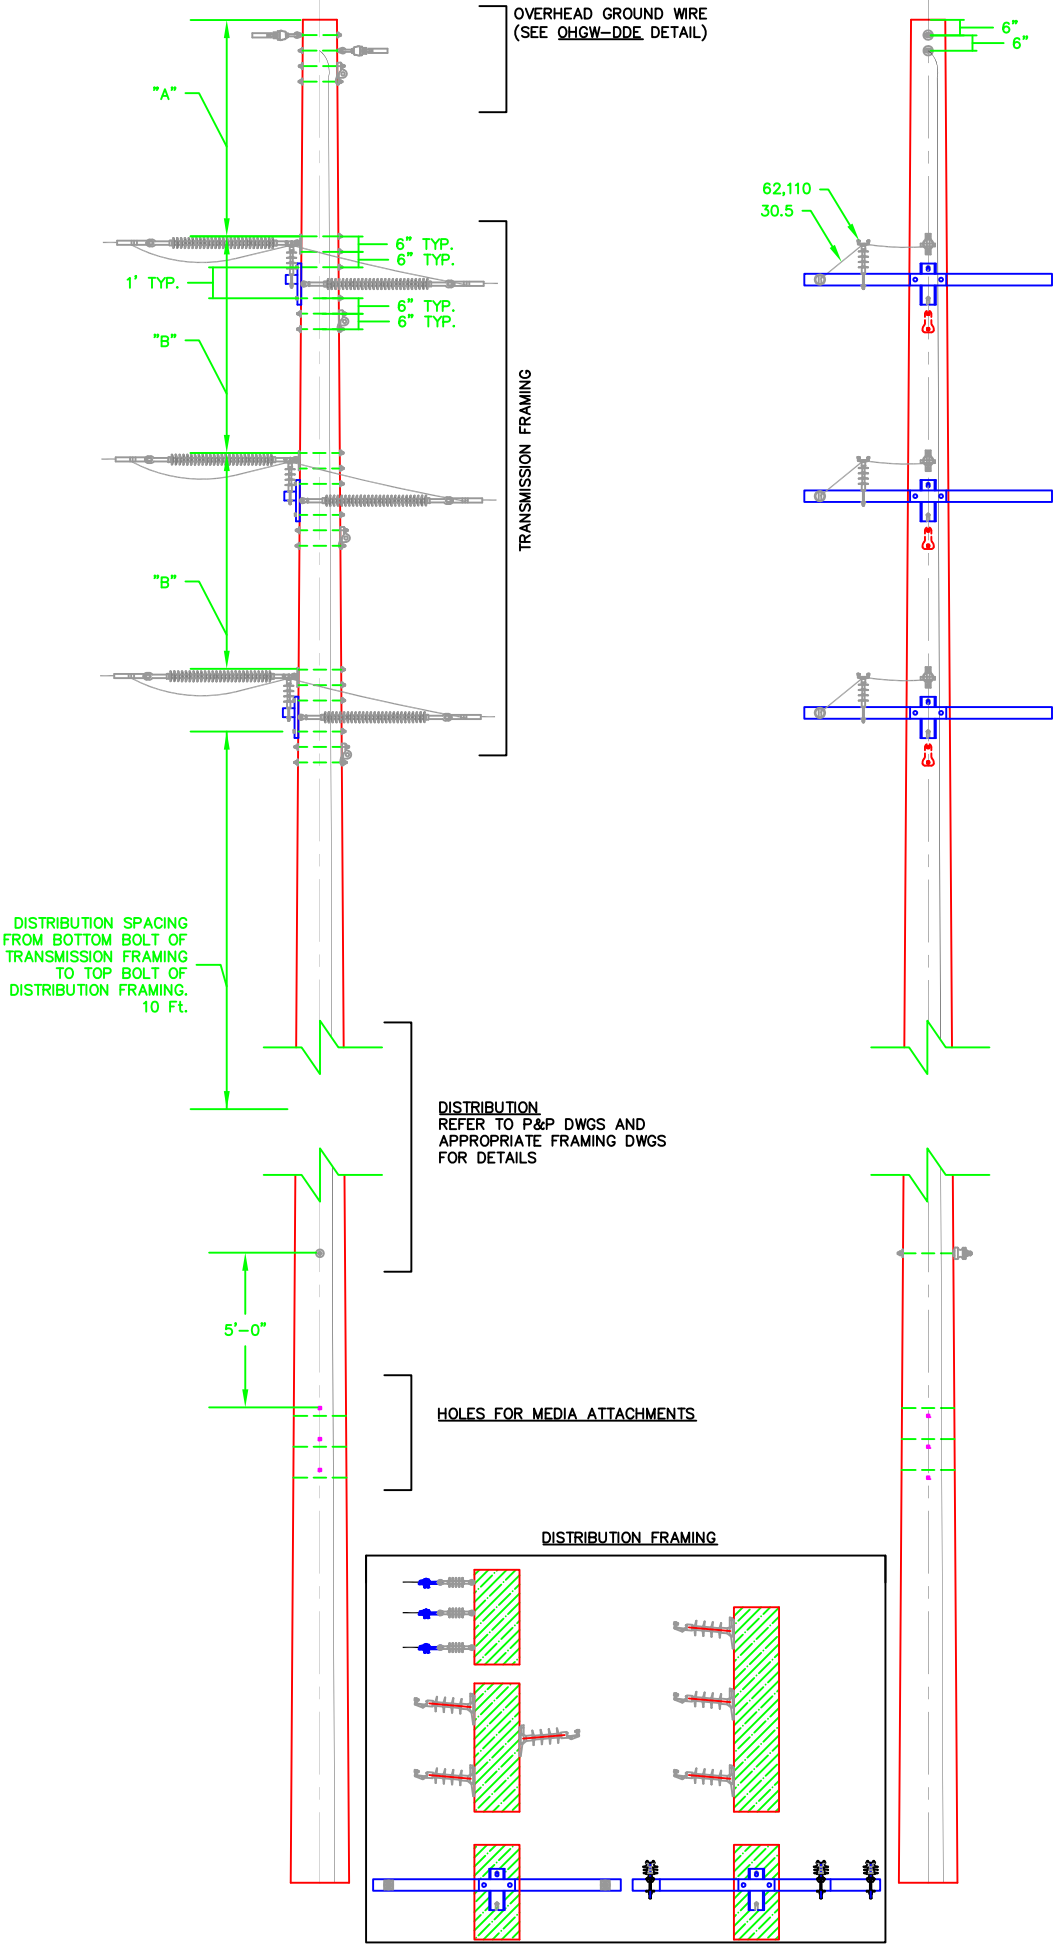 OVERHEAD GROUND WIRE
(SEE OHGW-DDE DETAIL)
6"
6"
"A"
62,110
30.5
6" TYP.
6" TYP.
1' TYP.
6" TYP.
6" TYP.
"B"
TRANSMISSION FRAMING
"B"
DISTRIBUTION SPACING
FROM BOTTOM BOLT OF
TRANSMISSION FRAMING
TO TOP BOLT OF
DISTRIBUTION FRAMING.
10 Ft.
DISTRIBUTION
REFER TO P&P DWGS AND
APPROPRIATE FRAMING DWGS
FOR DETAILS
5'-0"
HOLES FOR MEDIA ATTACHMENTS
DISTRIBUTION FRAMING